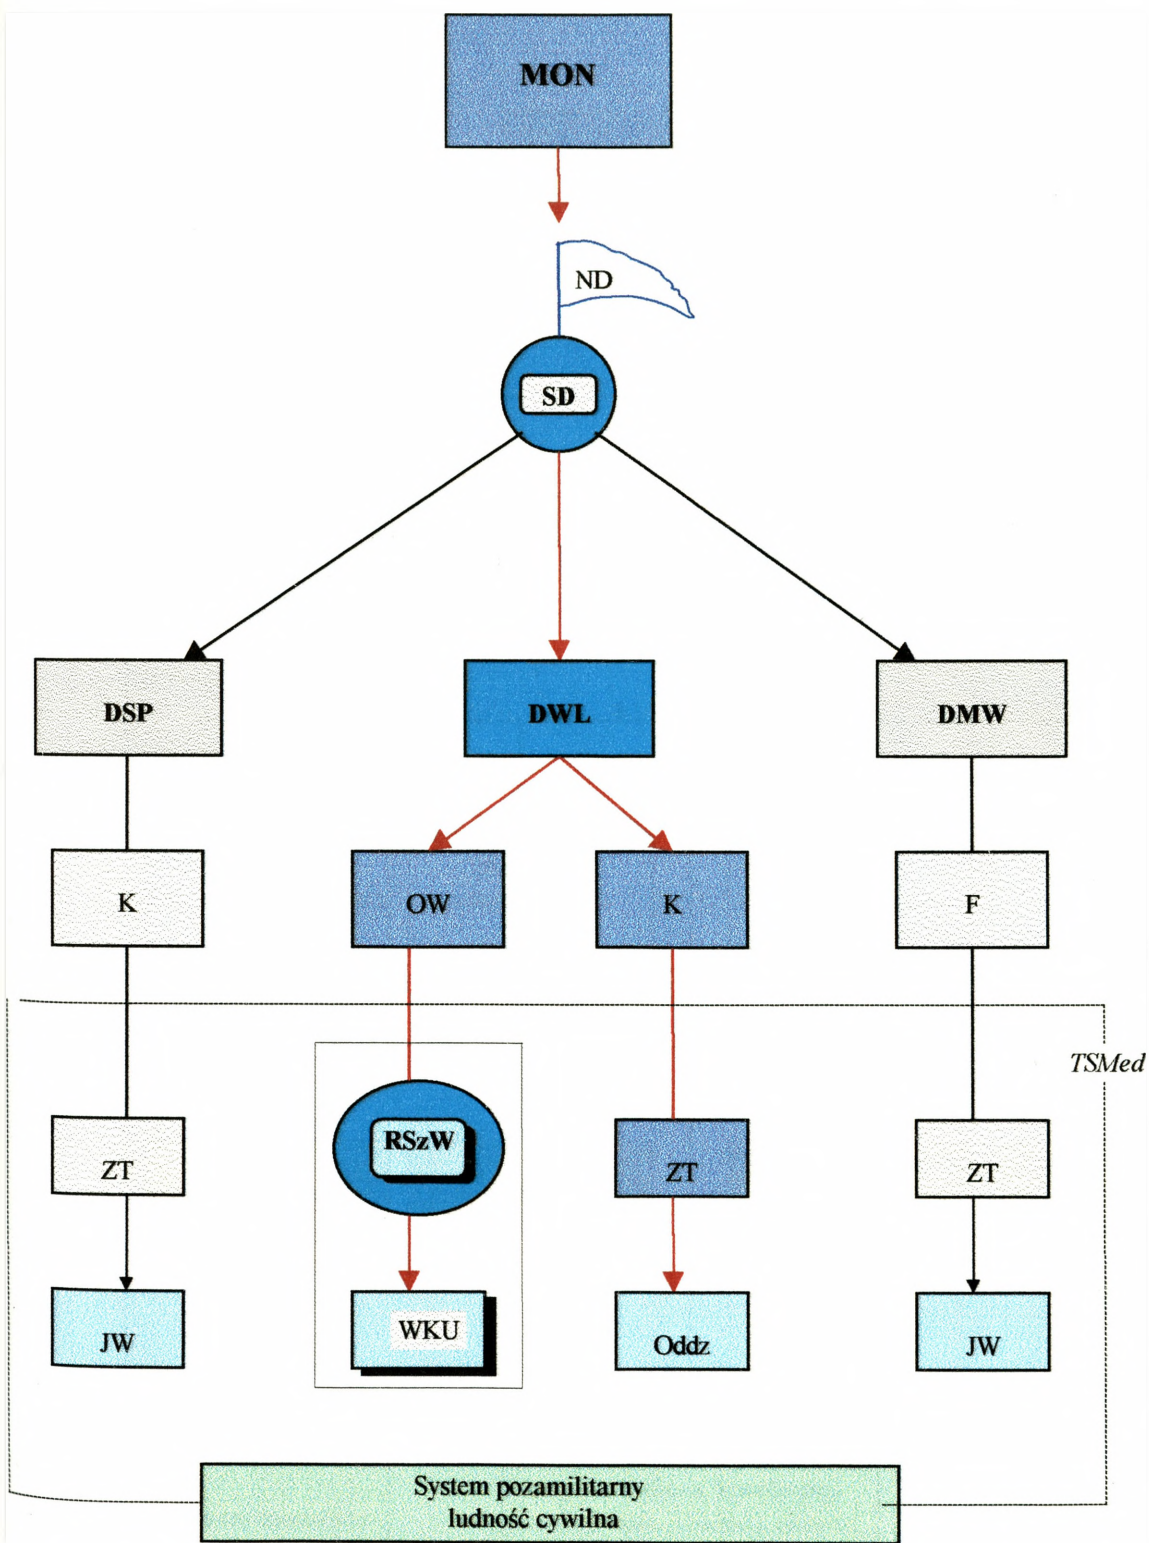 MON
ND
SD
DSP
DWL
DMW
K
OW
K
F
TSMed
RSzW
ZT
ZT
ZT
WKU
JW
Oddz
JW
System pozamilitarny
ludność cywilna